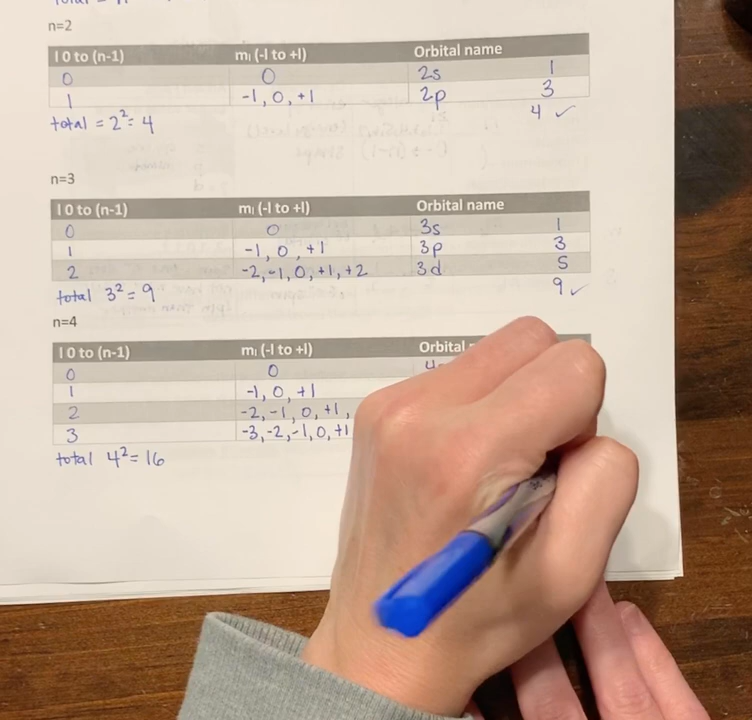 n=2
l 0 to (n-1) ml (-l to +l) Orbital name
0 0 2s 1
1 -1, 0, +1 2p 3
total = 2²= 4 4 ✓
n=3
l 0 to (n-1) ml (-l to +l) Orbital name
0 0 3s 1
1 -1, 0, +1 3p 3
2 -2, -1, 0, +1, +2 3d 5
total 3² = 9 9 ✓
n=4
l 0 to (n-1) ml (-l to +l) Orbital
0 0
1 -1, 0, +1
2 -2, -1, 0, +1,
3 -3, -2, -1, 0, +1
total 4² = 16